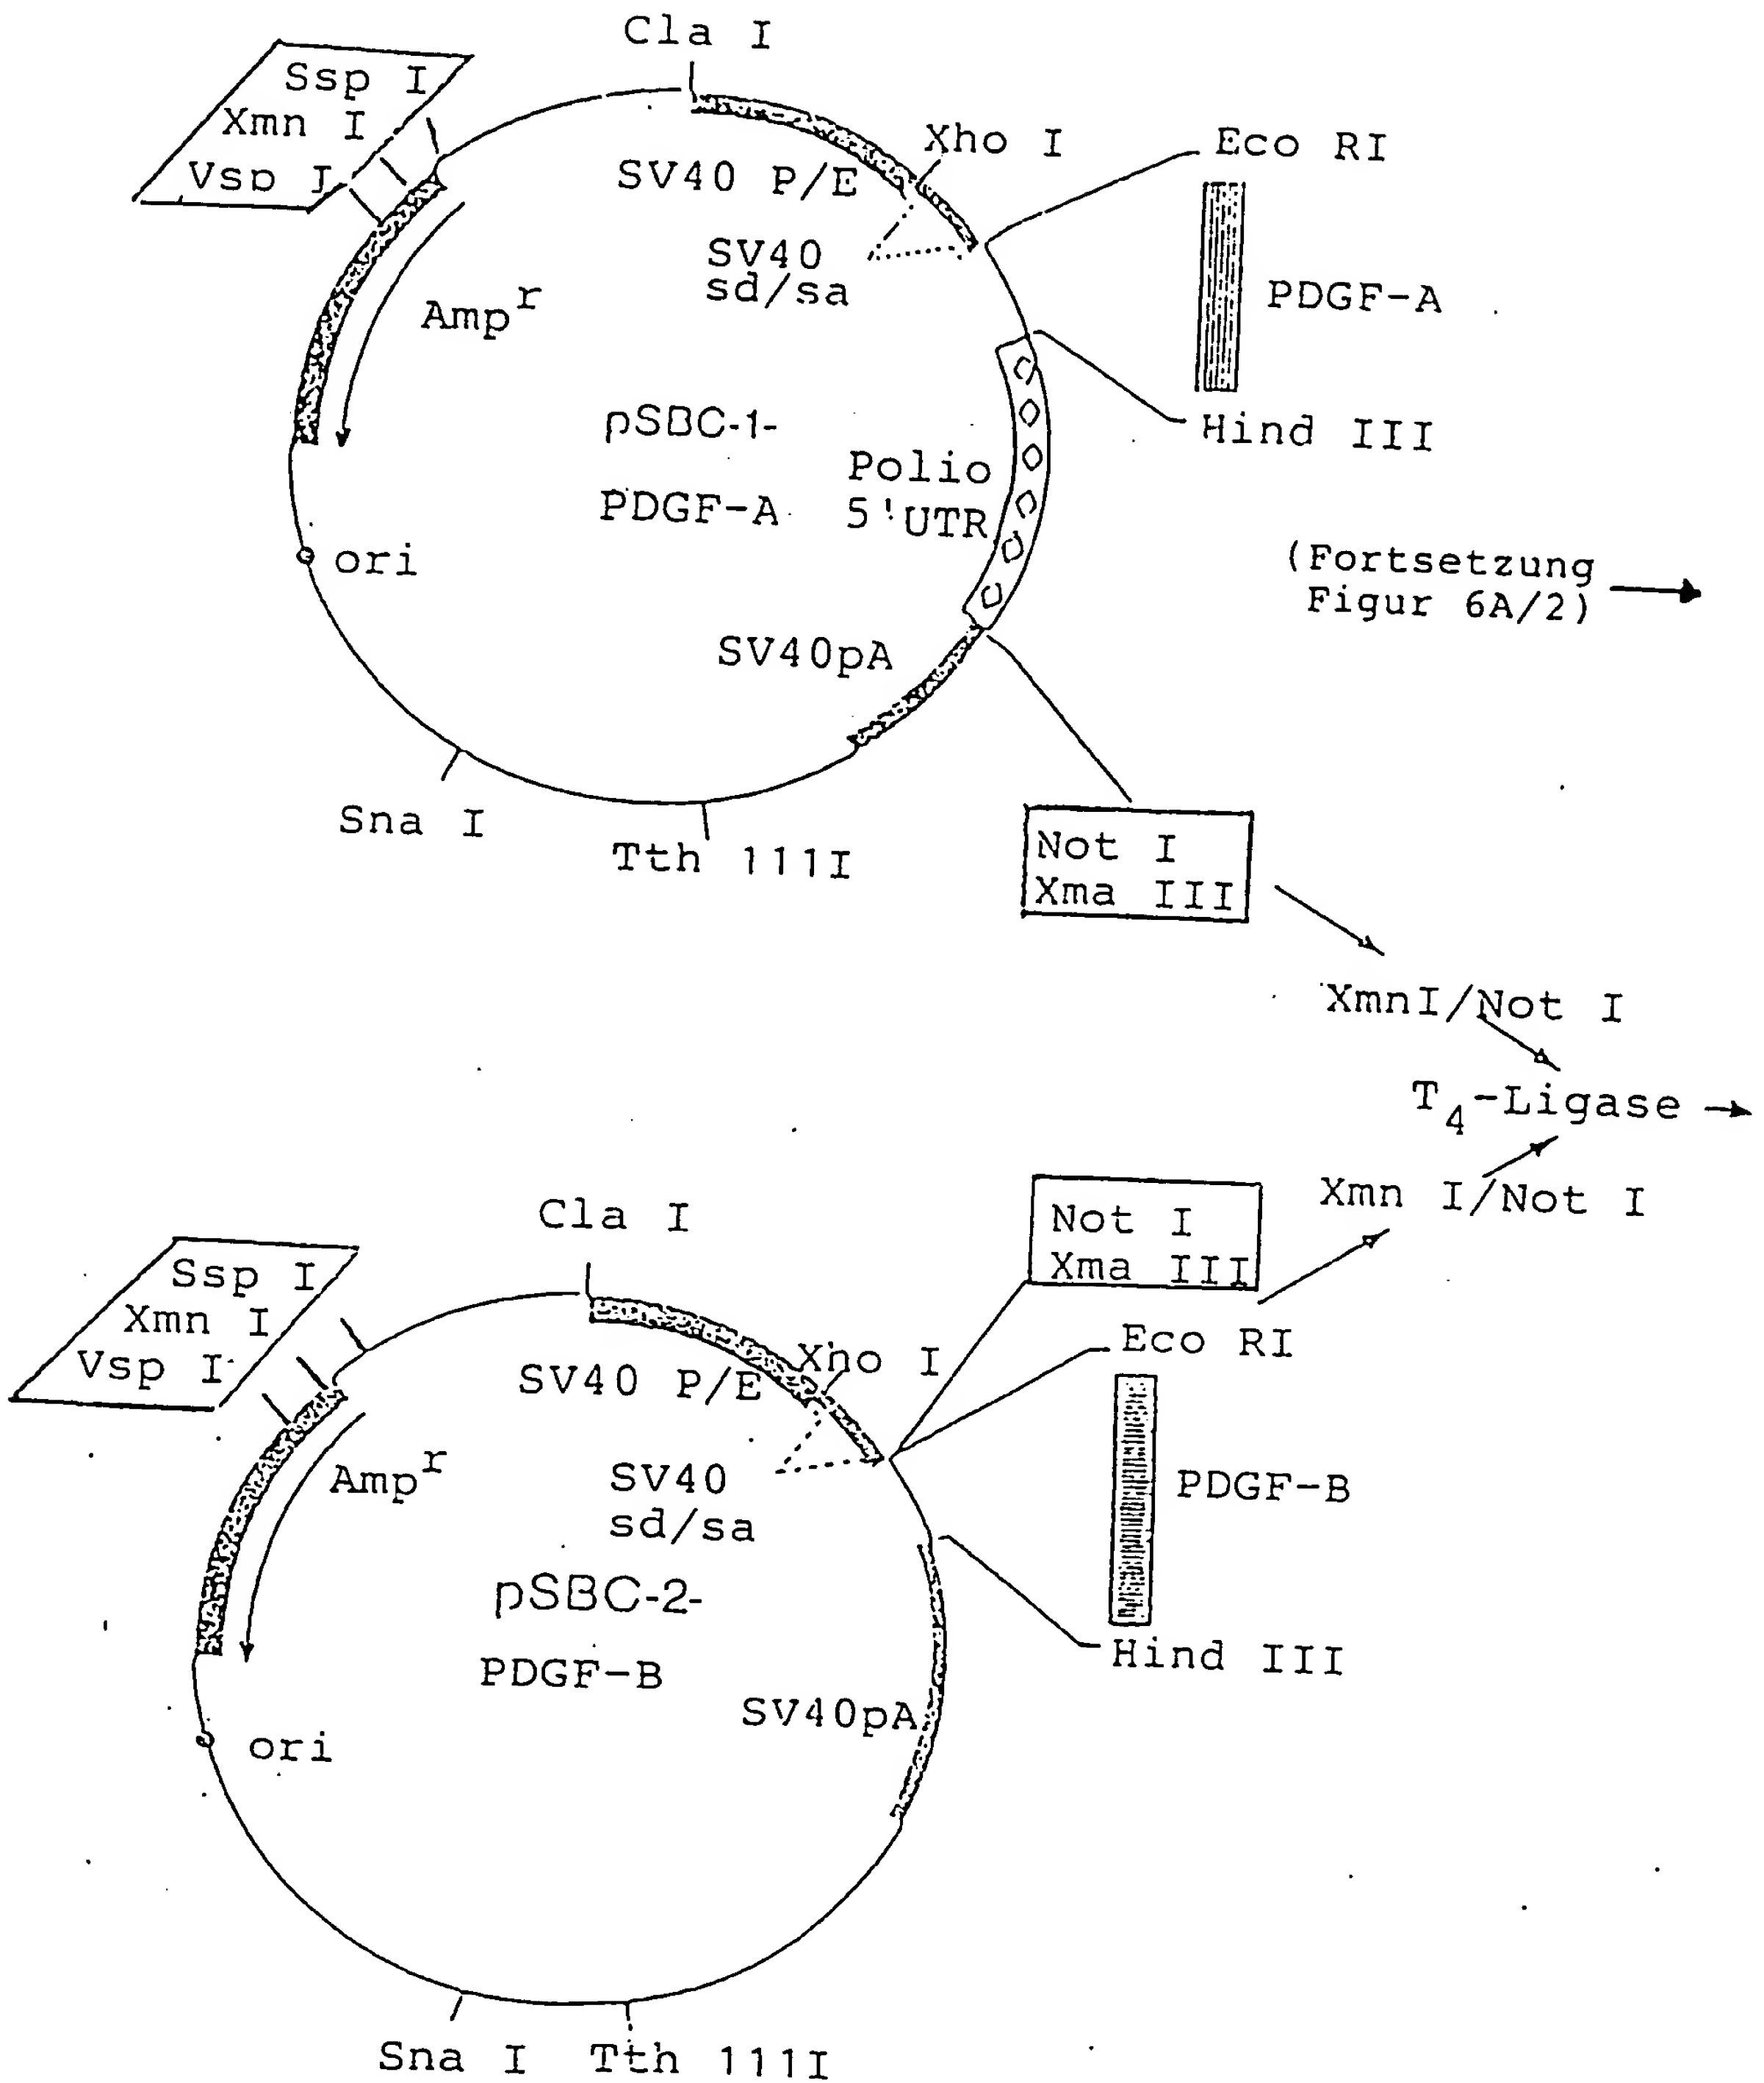 Cla I
Ssp I
Xmn I
Vsp I
Xho I
Eco RI
SV40 P/E
SV40
sd/sa
PDGF-A
Amp^r
Hind III
pSBC-1-
PDGF-A
Polio
5'UTR
ori
(Fortsetzung
Figur 6A/2)
SV40pA
Sna I
Tth 111I
Not I
Xma III
XmnI/Not I
T4-Ligase
Xmn I/Not I
Not I
Xma III
Cla I
Ssp I
Xmn I
Vsp I
Xho I
Eco RI
SV40 P/E
SV40
sd/sa
PDGF-B
Amp^r
pSBC-2-
PDGF-B
Hind III
SV40pA
ori
Sna I
Tth 111I